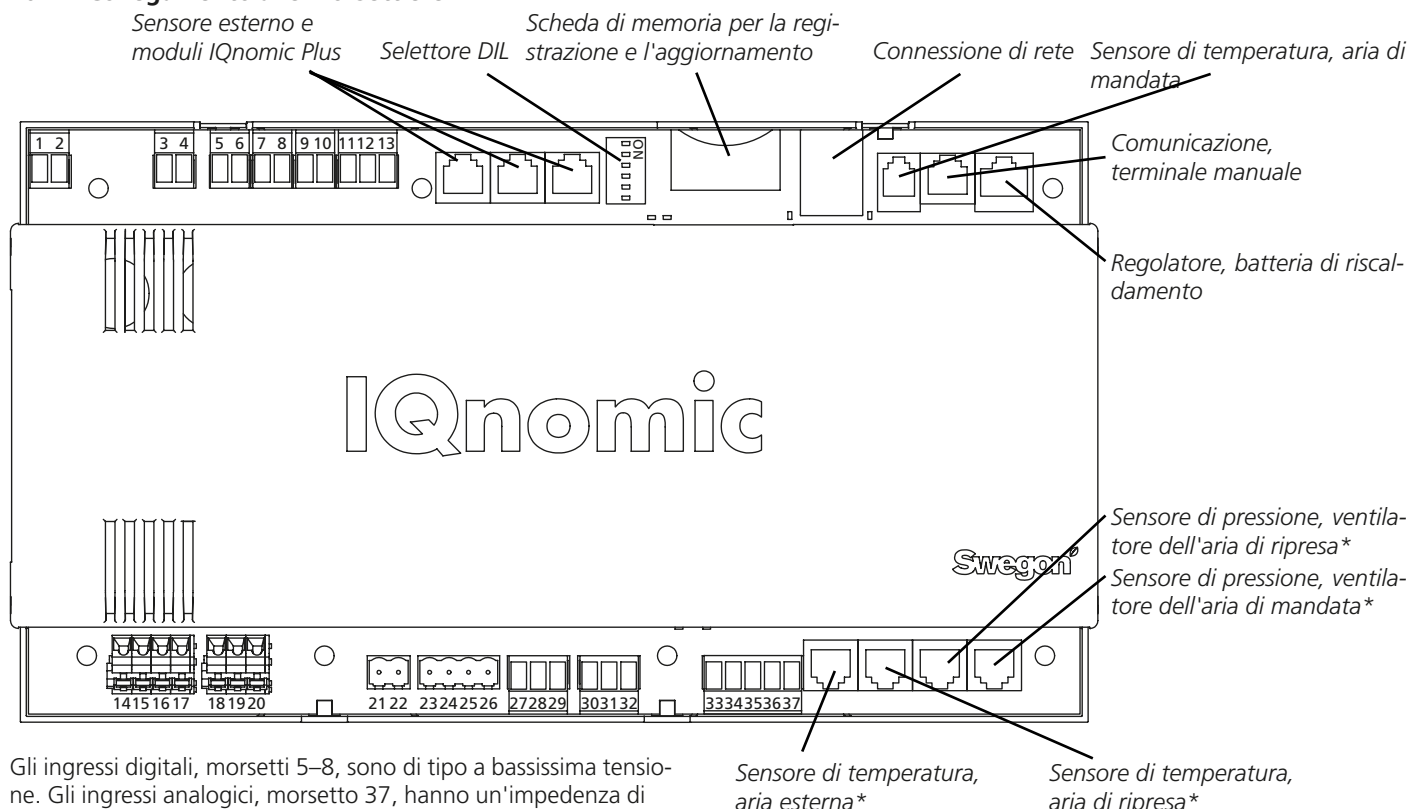 Sensore esterno e
moduli IQnomic Plus
Selettore DIL
Scheda di memoria per la regi-
strazione e l'aggiornamento
Connessione di rete
Sensore di temperatura, aria di
mandata
1 2
3 4
5 6
7 8
9 10
11 12 13
ON
Comunicazione,
terminale manuale
Regolatore, batteria di riscal-
damento
IQnomic
Swegon
Sensore di pressione, ventila-
tore dell'aria di ripresa*
Sensore di pressione, ventila-
tore dell'aria di mandata*
14 15 16 17
18 19 20
21 22
23 24 25 26
27 28 29
30 31 32
33 34 35 36 37
Gli ingressi digitali, morsetti 5–8, sono di tipo a bassissima tensio-
ne. Gli ingressi analogici, morsetto 37, hanno un'impedenza di
Sensore di temperatura,
aria esterna*
Sensore di temperatura,
aria di ripresa*